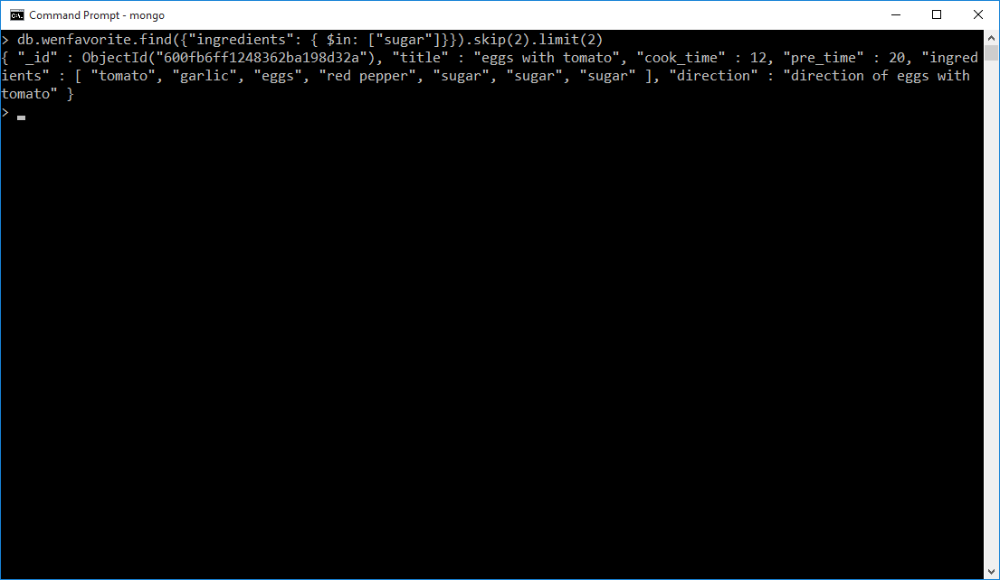 Command Prompt - mongo
> db.wenfavorite.find({"ingredients": { $in: ["sugar"]}}).skip(2).limit(2)
{ "_id" : ObjectId("600fb6ff1248362ba198d32a"), "title" : "eggs with tomato", "cook_time" : 12, "pre_time" : 20, "ingred
ients" : [ "tomato", "garlic", "eggs", "red pepper", "sugar", "sugar", "sugar" ], "direction" : "direction of eggs with
tomato" }
>